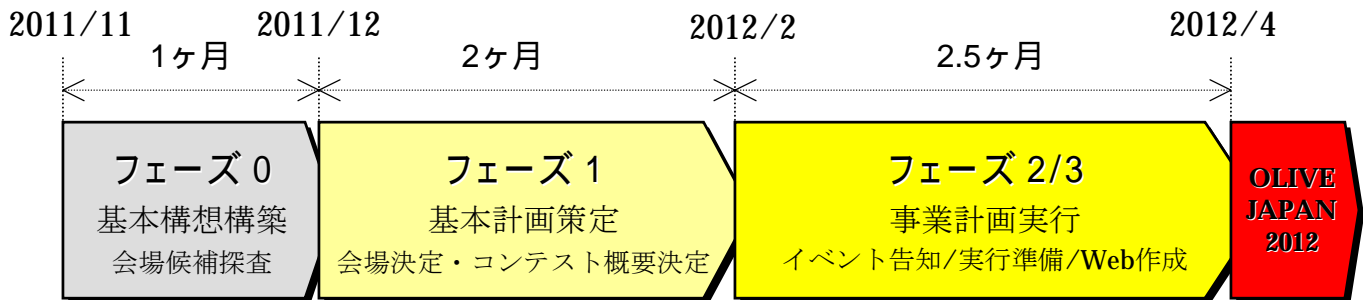 2011/11
2011/12
2012/2
2012/4
1ヶ月
2ヶ月
2.5ヶ月
フェーズ 0
基本構想構築
会場候補探査
フェーズ 1
基本計画策定
会場決定・コンテスト概要決定
フェーズ 2/3
事業計画実行
イベント告知/実行準備/Web作成
OLIVE
JAPAN
2012